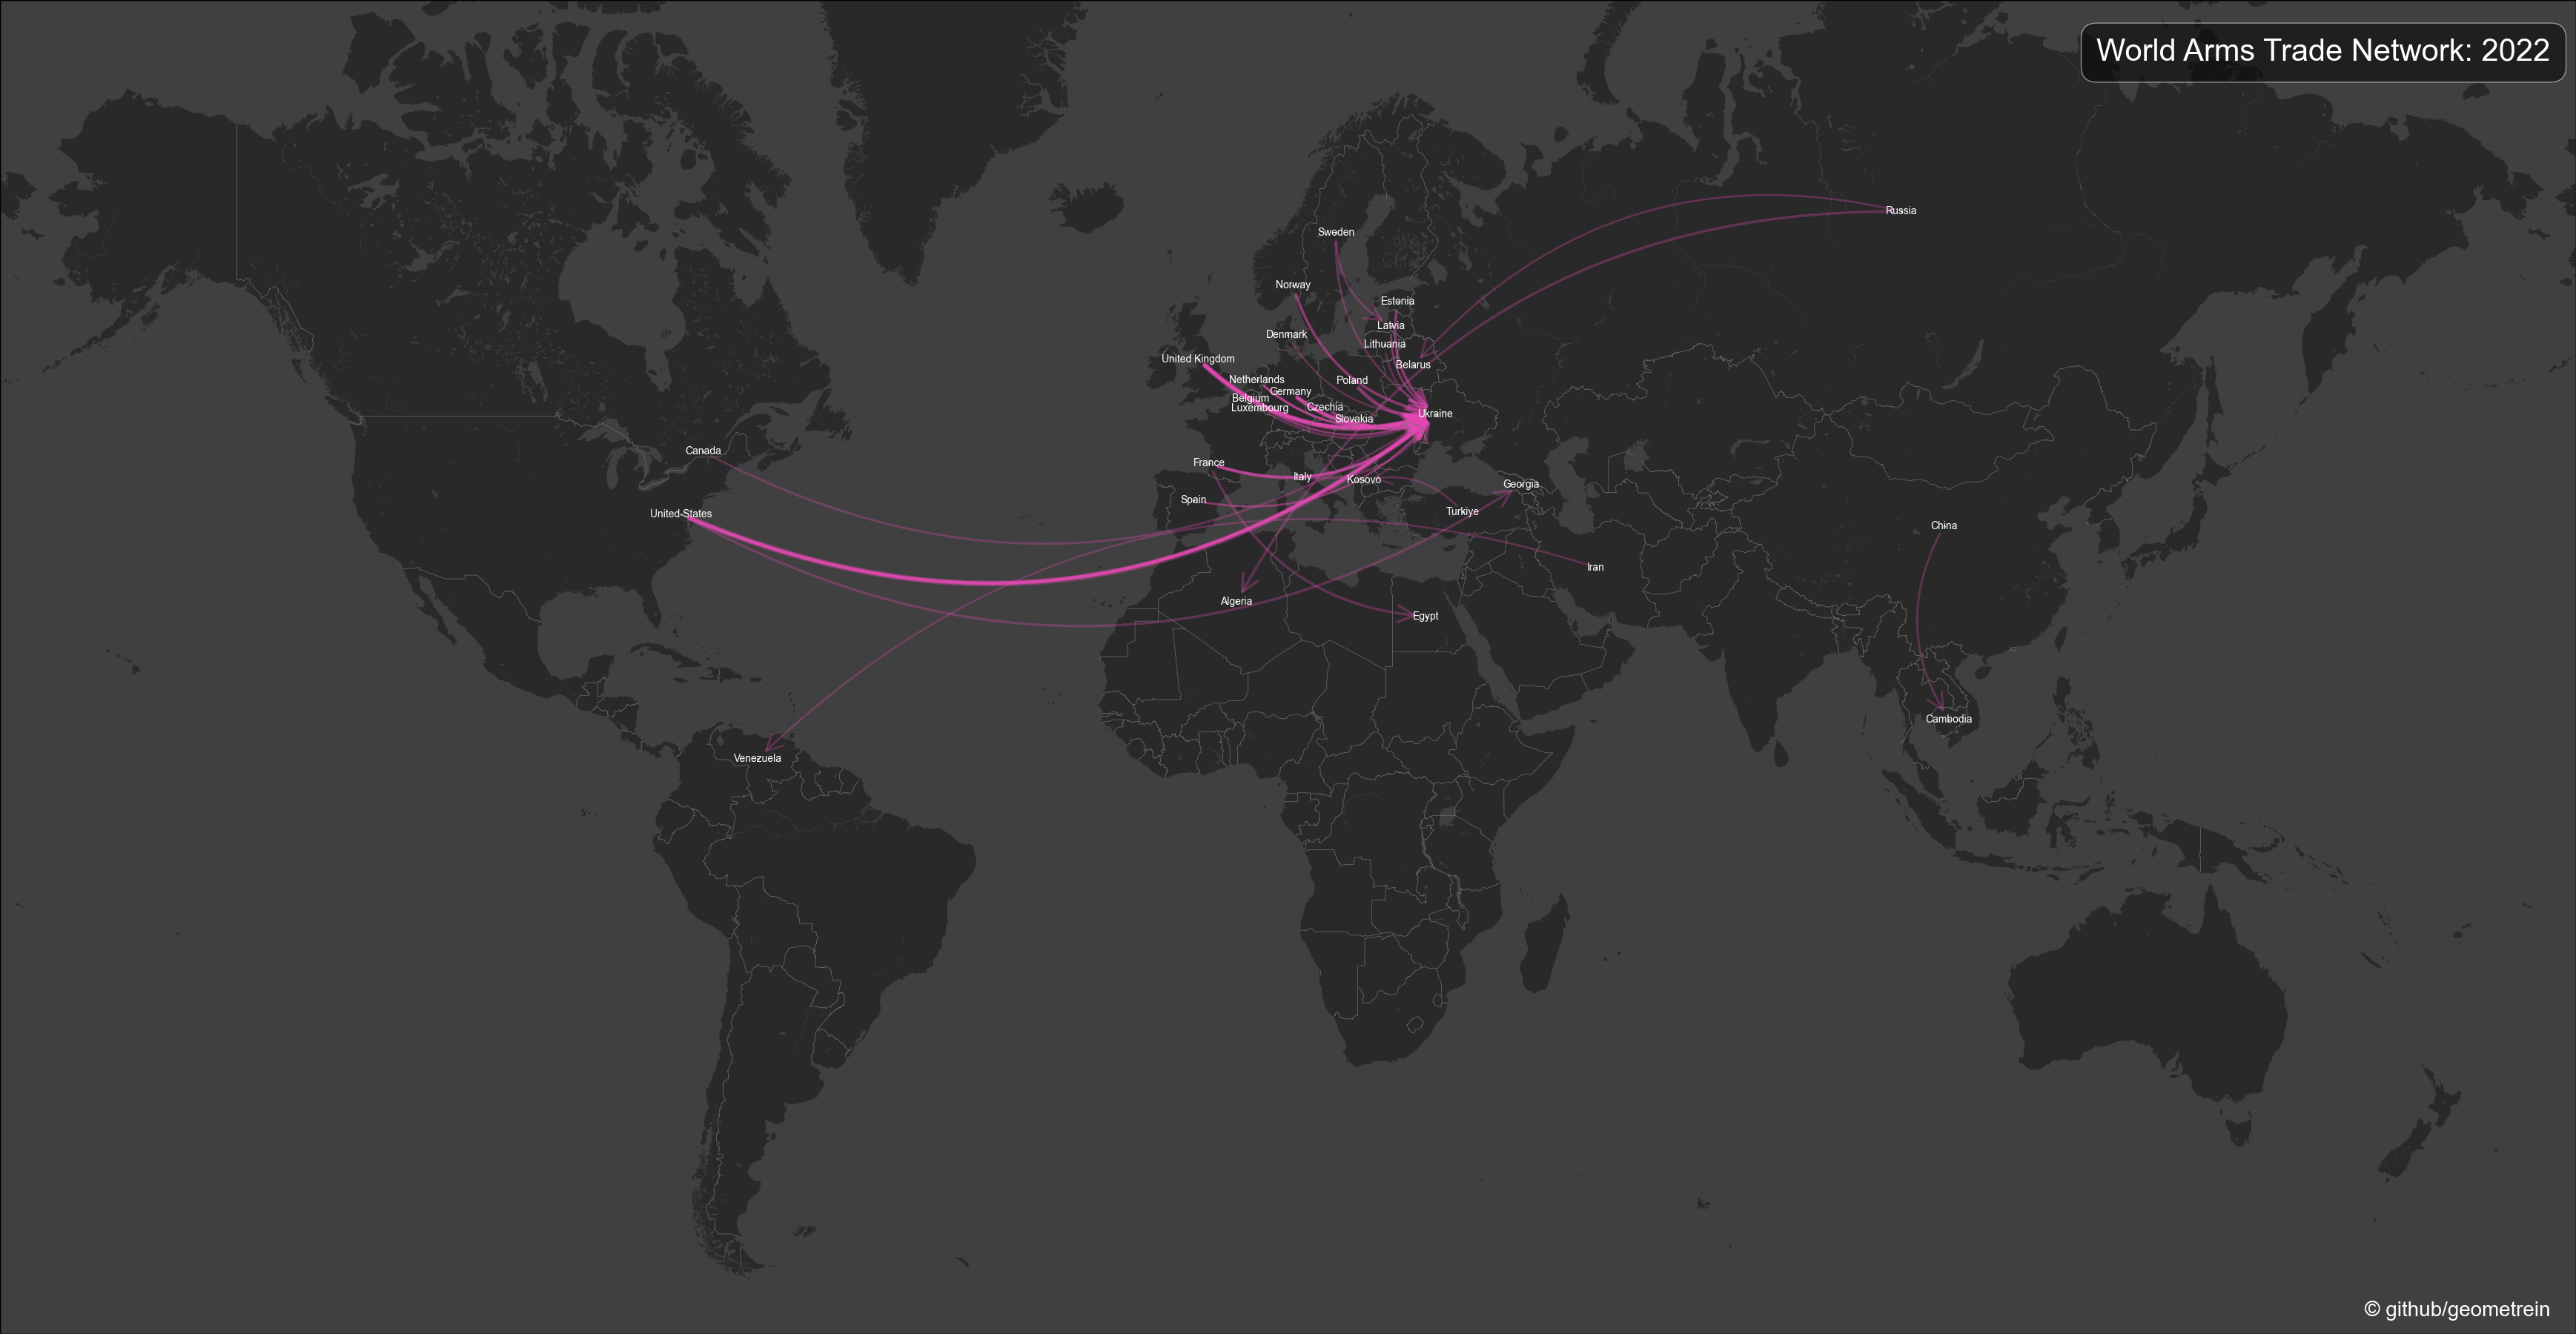 World Arms Trade Network: 2022
Russia
Sweden
Norway
Estonia
Latvia
Denmark
Lithuania
United Kingdom
Belarus
Netherlands
Poland
Germany
Belgium
Czechia
Luxembourg
Ukraine
Slovakia
Canada
France
Italy
Kosovo
Georgia
Spain
Turkiye
United States
China
Iran
Algeria
Egypt
Cambodia
Venezuela
© github/geometrein